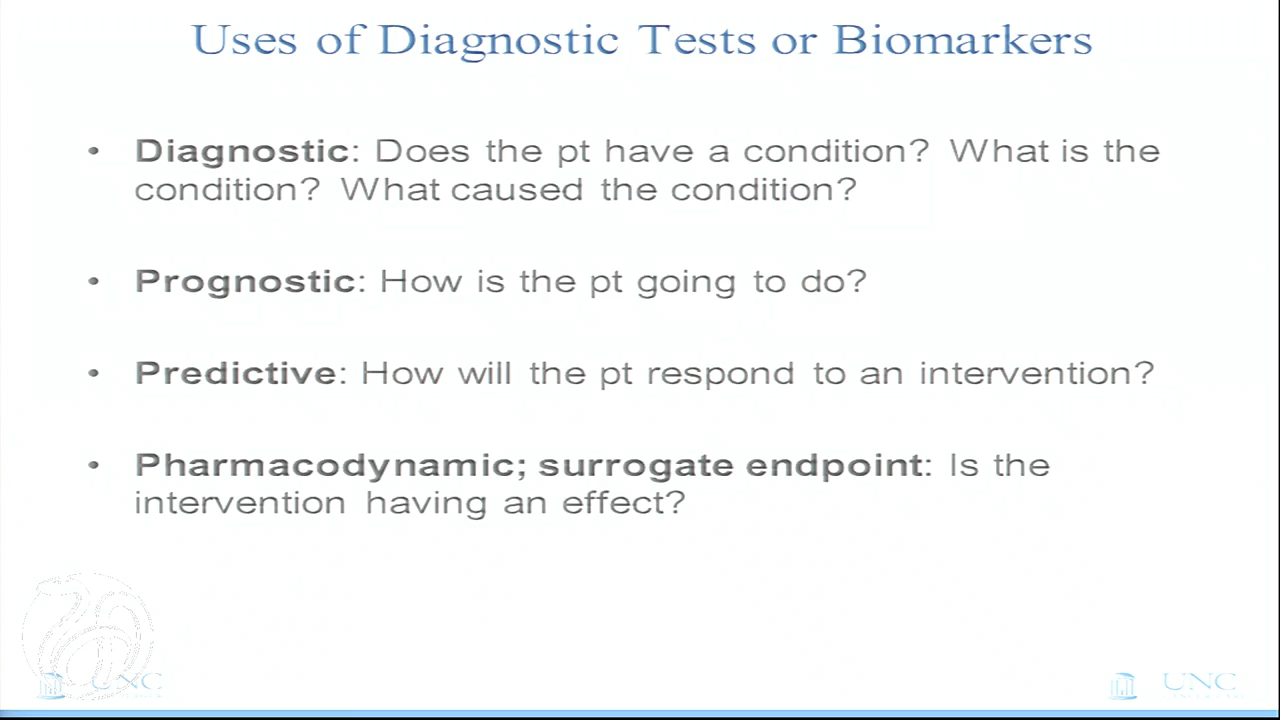 Uses of Diagnostic Tests or Biomarkers
• Diagnostic: Does the pt have a condition? What is the
condition? What caused the condition?
• Prognostic: How is the pt going to do?
• Predictive: How will the pt respond to an intervention?
• Pharmacodynamic; surrogate endpoint: Is the
intervention having an effect?
UNC
UNC